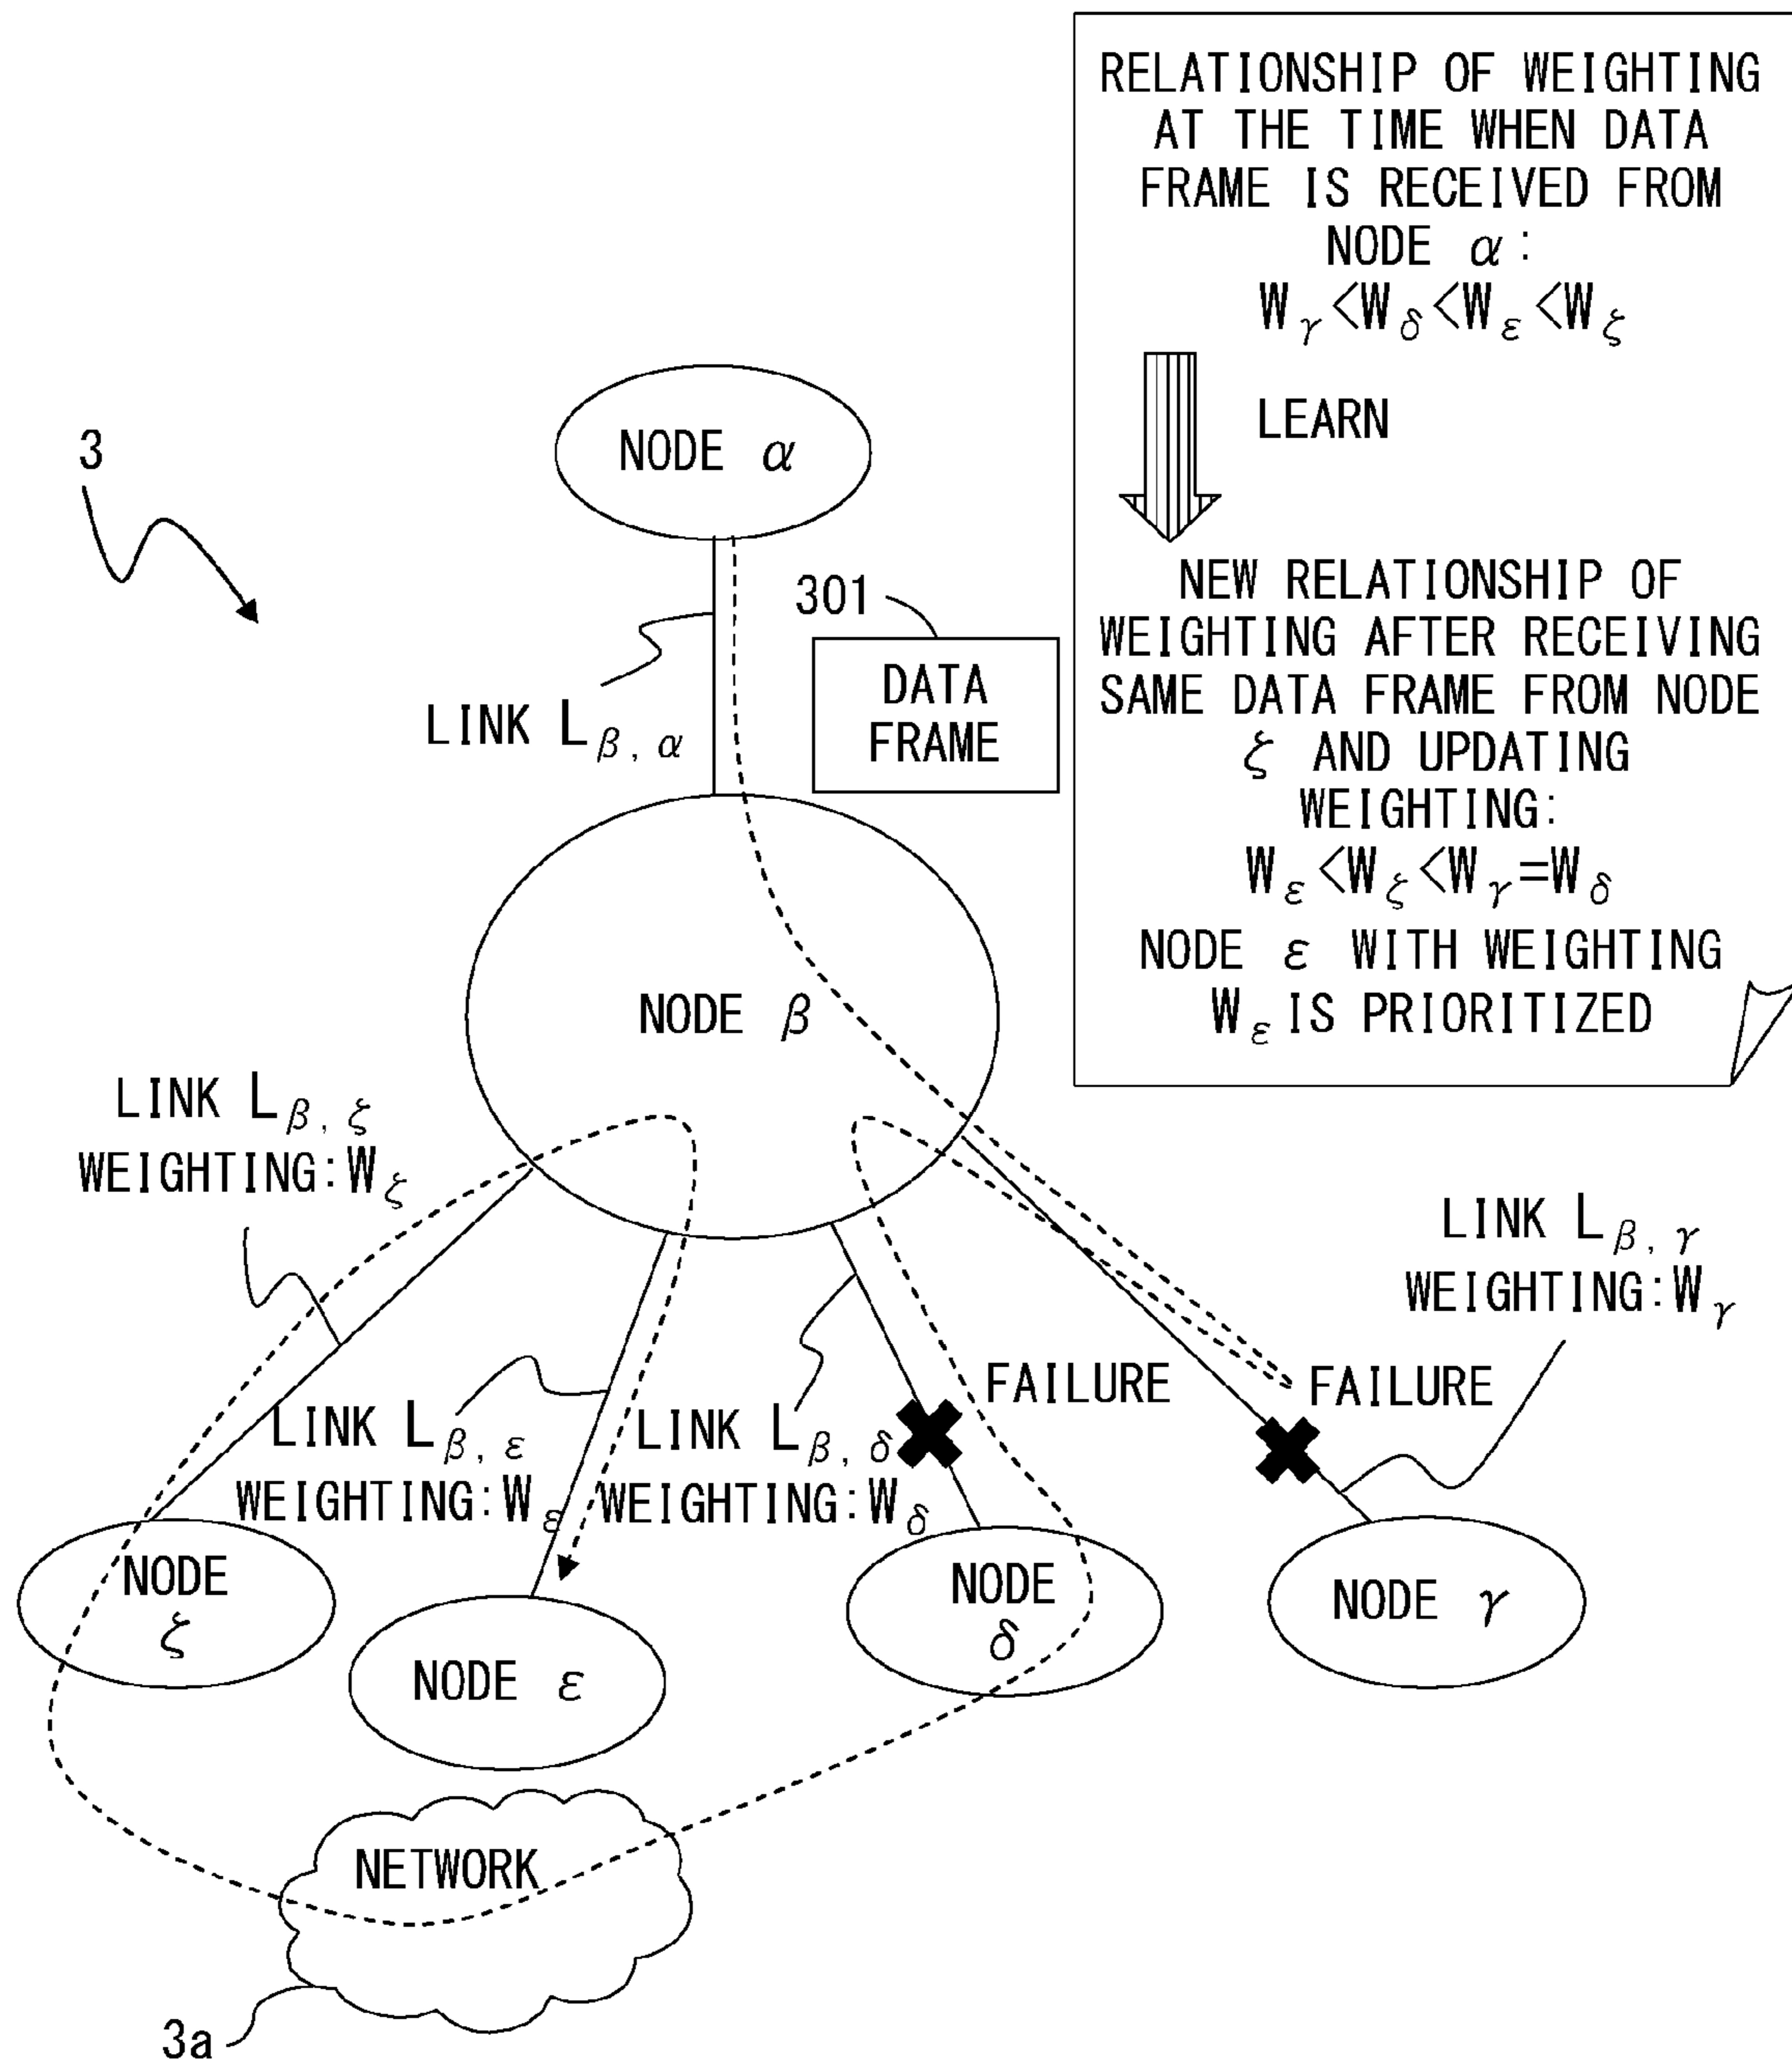 RELATIONSHIP OF WEIGHTING
AT THE TIME WHEN DATA
FRAME IS RECEIVED FROM
NODE α:
Wγ<Wδ<Wε<Wζ
LEARN
NEW RELATIONSHIP OF
WEIGHTING AFTER RECEIVING
SAME DATA FRAME FROM NODE
ζ AND UPDATING
WEIGHTING:
Wε<Wζ<Wγ=Wδ
NODE ε WITH WEIGHTING
Wε IS PRIORITIZED
3
NODE α
301
DATA
FRAME
LINK Lβ, α
NODE β
LINK Lβ, ζ
WEIGHTING:Wζ
LINK Lβ, γ
WEIGHTING:Wγ
FAILURE
FAILURE
LINK Lβ, ε
WEIGHTING:Wε
LINK Lβ, δ
WEIGHTING:Wδ
NODE
ζ
NODE ε
NODE
δ
NODE γ
NETWORK
3a